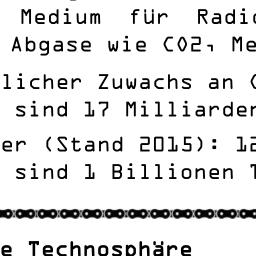 Medium für Radio
Abgase wie CO2, Me
licher Zuwachs an
sind 17 Milliarden
er (Stand 2015): 12
sind 1 Billionen
e Technosphäre